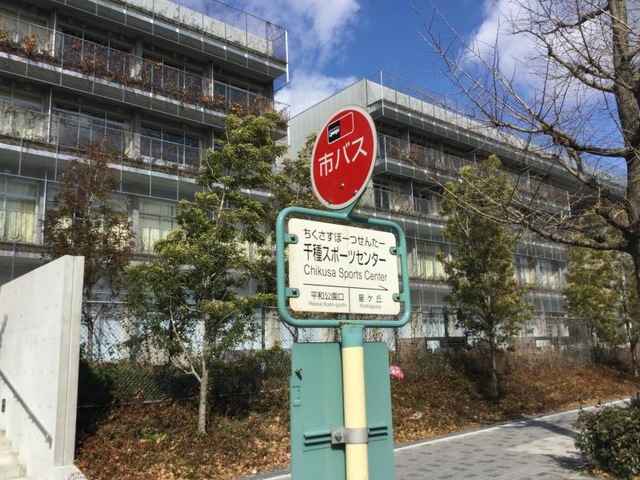 市バス
ちくさすぽーつせんたー
千種スポーツセンター
Chikusa Sports Center
平和公園口 星ヶ丘
Heiwa Koen-guchi Hoshigaoka